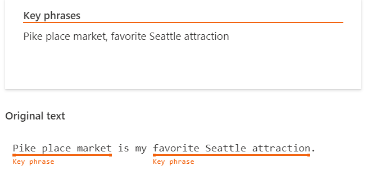 Key phrases
Pike place market, favorite Seattle attraction
Original text
Pike place market is my favorite Seattle attraction.
Key phrase Key phrase